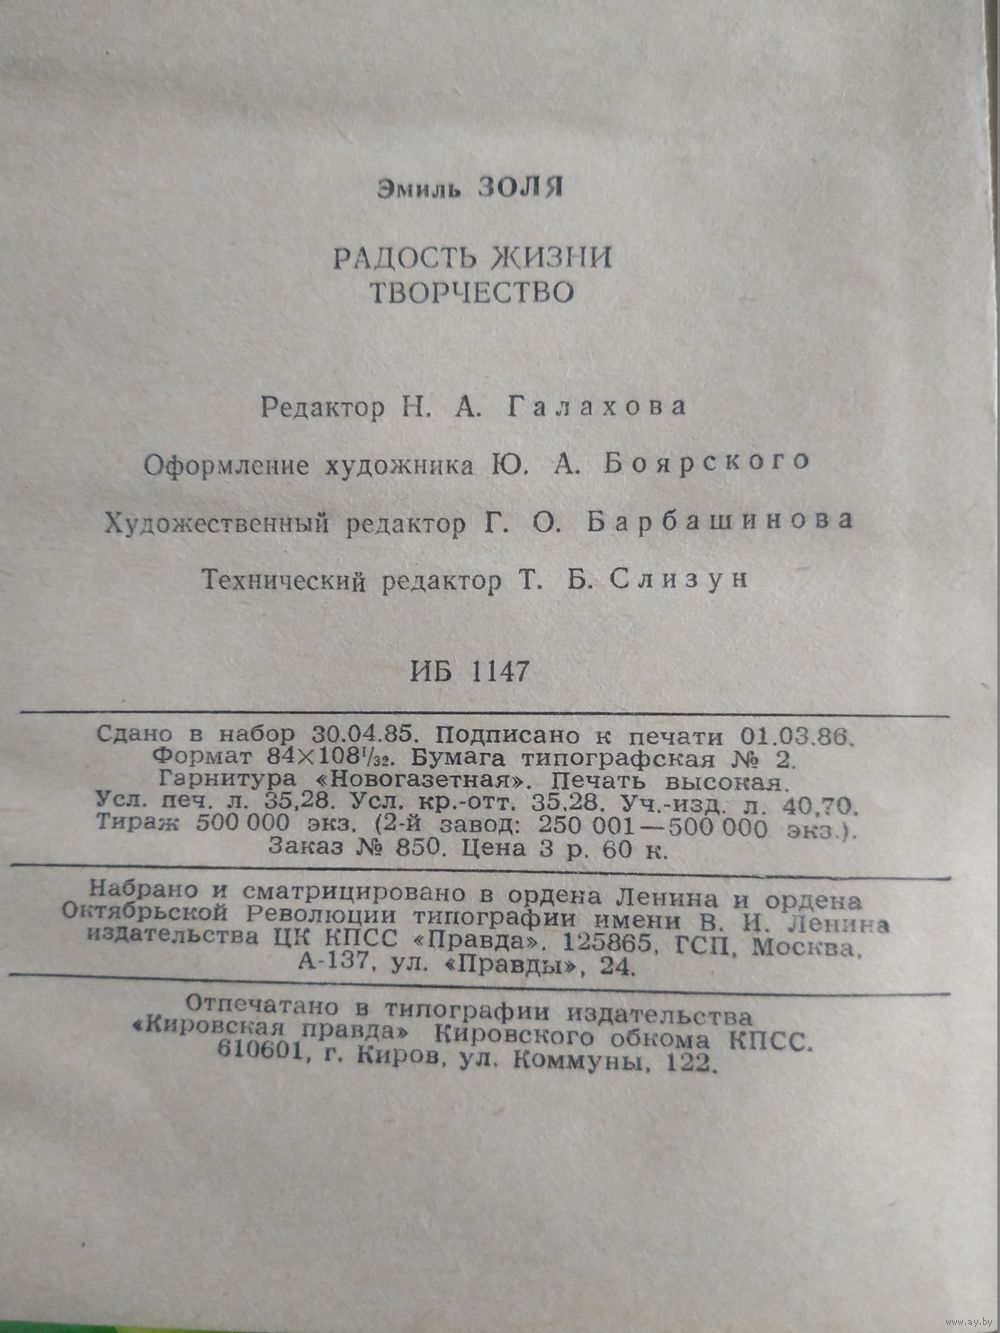 Эмиль ЗОЛЯ
РАДОСТЬ ЖИЗНИ
ТВОРЧЕСТВО
Редактор Н. А. Галахова
Оформление художника Ю. А. Боярского
Художественный редактор Г. О. Барбашинова
Технический редактор Т. Б. Слизун
ИБ 1147
Сдано в набор 30.04.85. Подписано к печати 01.03.86.
Формат 84×108¹/₃₂. Бумага типографская № 2.
Гарнитура «Новогазетная». Печать высокая.
Усл. печ. л. 35,28. Усл. кр.-отт. 35,28. Уч.-изд. л. 40,70.
Тираж 500 000 экз. (2-й завод: 250 001—500 000 экз.).
Заказ № 850. Цена 3 р. 60 к.
Набрано и сматрицировано в ордена Ленина и ордена
Октябрьской Революции типографии имени В. И. Ленина
издательства ЦК КПСС «Правда». 125865, ГСП, Москва,
А-137, ул. «Правды», 24.
Отпечатано в типографии издательства
«Кировская правда» Кировского обкома КПСС.
610601, г. Киров, ул. Коммуны, 122.
www.ay.by